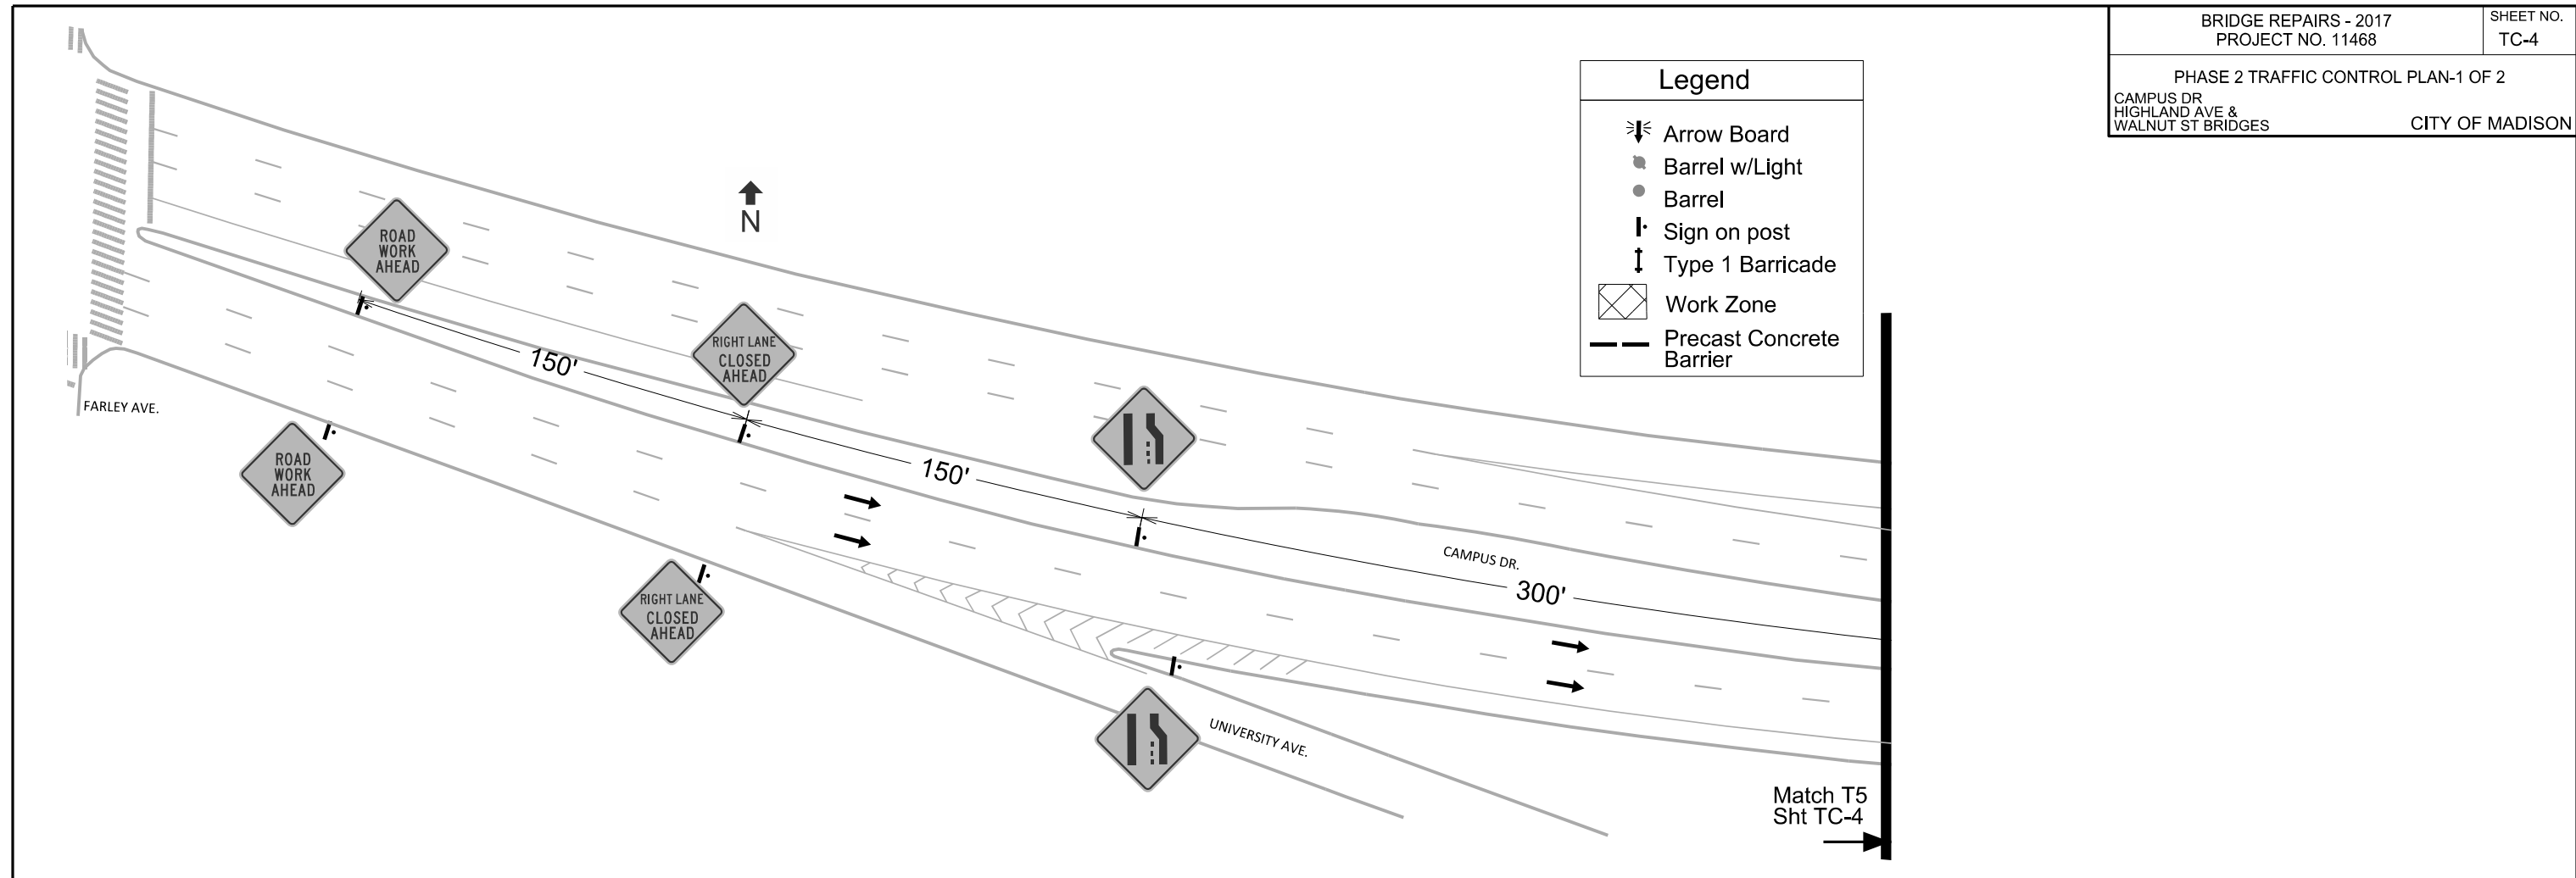 BRIDGE REPAIRS - 2017
PROJECT NO. 11468
SHEET NO.
TC-4
PHASE 2 TRAFFIC CONTROL PLAN-1 OF 2
CAMPUS DR
HIGHLAND AVE &
WALNUT ST BRIDGES
CITY OF MADISON
Legend
Arrow Board
Barrel w/Light
Barrel
Sign on post
Type 1 Barricade
Work Zone
Precast Concrete
Barrier
N
ROAD
WORK
AHEAD
150'
RIGHT LANE
CLOSED
AHEAD
FARLEY AVE.
ROAD
WORK
AHEAD
150'
CAMPUS DR.
300'
RIGHT LANE
CLOSED
AHEAD
UNIVERSITY AVE.
Match T5
Sht TC-4